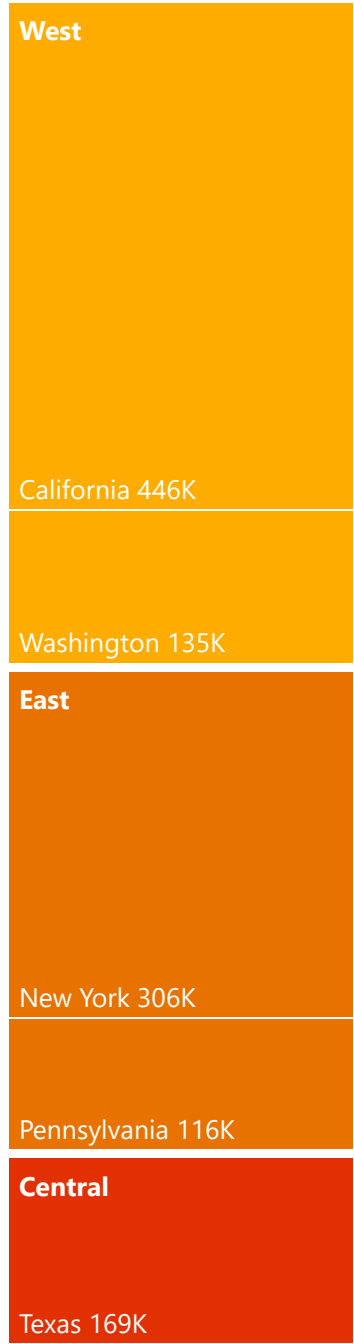 West
California 446K
Washington 135K
East
New York 306K
Pennsylvania 116K
Central
Texas 169K